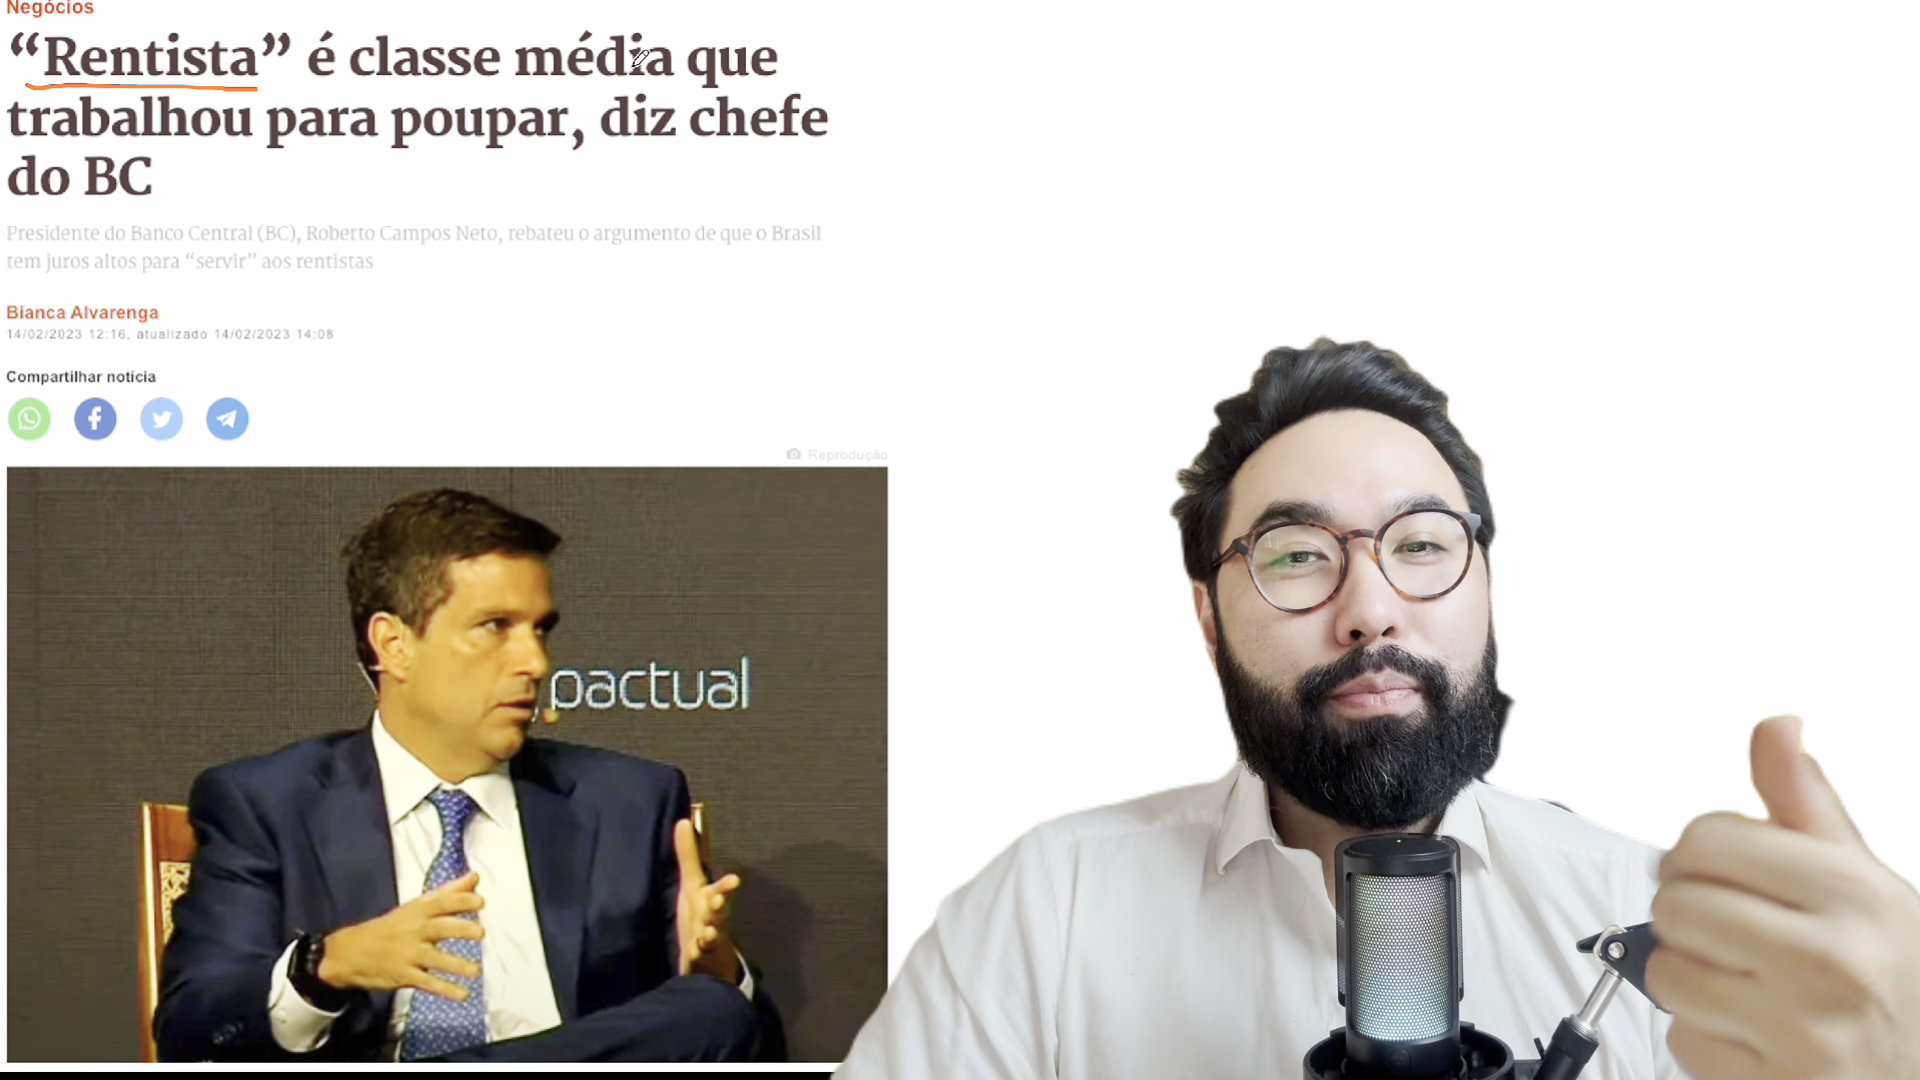 Negócios
“Rentista” é classe média que
trabalhou para poupar, diz chefe
do BC
Presidente do Banco Central (BC), Roberto Campos Neto, rebateu o argumento de que o Brasil
tem juros altos para “servir” aos rentistas
Bianca Alvarenga
14/02/2023 12:16, atualizado 14/02/2023 14:08
Compartilhar notícia
Reprodução
pactual